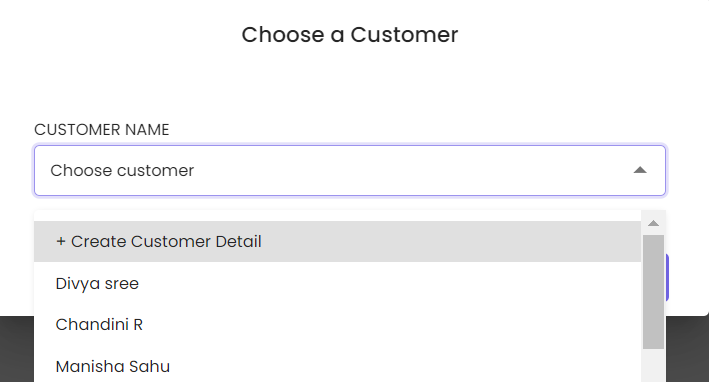 Choose a Customer
CUSTOMER NAME
Choose customer
+ Create Customer Detail
Divya sree
Chandini R
Manisha Sahu